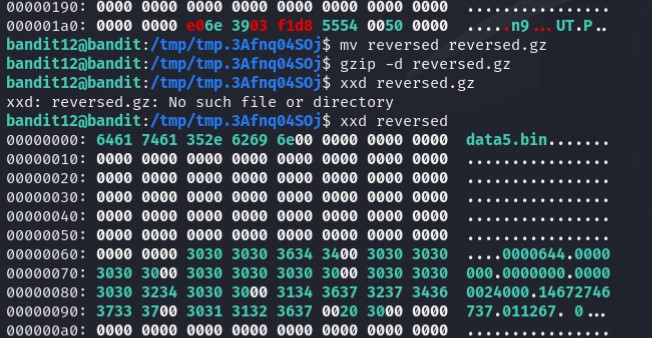 00000190: 0000 0000 0000 0000 0000 0000 0000 0000  ................
000001a0: 0000 0000 e06e 3903 f1d8 5554 0050 0000  .....n9...UT.P..
bandit12@bandit:/tmp/tmp.3Afnq04SOj$ mv reversed reversed.gz
bandit12@bandit:/tmp/tmp.3Afnq04SOj$ gzip -d reversed.gz
bandit12@bandit:/tmp/tmp.3Afnq04SOj$ xxd reversed.gz
xxd: reversed.gz: No such file or directory
bandit12@bandit:/tmp/tmp.3Afnq04SOj$ xxd reversed
00000000: 6461 7461 352e 6269 6e00 0000 0000 0000  data5.bin.......
00000010: 0000 0000 0000 0000 0000 0000 0000 0000  ................
00000020: 0000 0000 0000 0000 0000 0000 0000 0000  ................
00000030: 0000 0000 0000 0000 0000 0000 0000 0000  ................
00000040: 0000 0000 0000 0000 0000 0000 0000 0000  ................
00000050: 0000 0000 0000 0000 0000 0000 0000 0000  ................
00000060: 0000 0000 3030 3030 3634 3400 3030 3030  ....0000644.0000
00000070: 3030 3000 3030 3030 3030 3000 3030 3030  000.0000000.0000
00000080: 3030 3234 3030 3000 3134 3637 3237 3436  0024000.14672746
00000090: 3733 3700 3031 3132 3637 0020 3000 0000  737.011267. 0...
000000a0: 0000 0000 0000 0000 0000 0000 0000 0000  ................